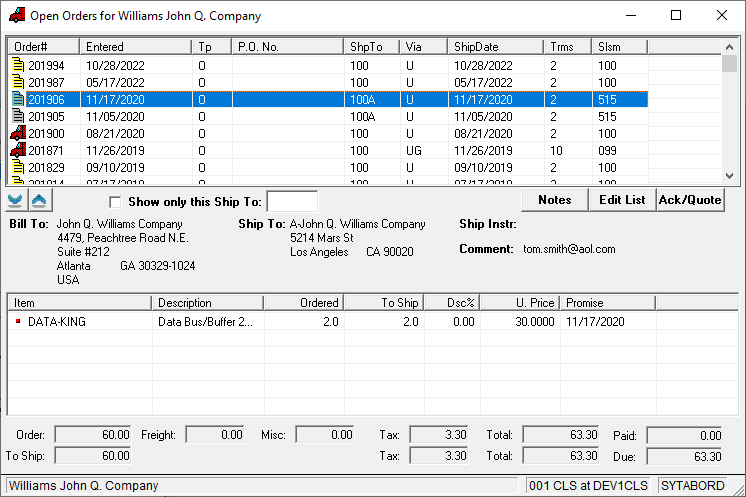 Open Orders for Williams John Q. Company
Order# Entered Tp P.O. No. ShpTo Via ShipDate Trms Slsm
201994 10/28/2022 O 100 U 10/28/2022 2 100
201987 05/17/2022 O 100 U 05/17/2022 2 100
201906 11/17/2020 O 100A U 11/17/2020 2 515
201905 11/05/2020 O 100A U 11/05/2020 2 515
201900 08/21/2020 O 100 U 08/21/2020 2 100
201871 11/26/2019 O 100 UG 11/26/2019 10 099
201829 09/10/2019 O 100 U 09/10/2019 2 100
201814 07/17/2019 O 100 U 07/17/2019 2 100
Show only this Ship To: Notes Edit List Ack/Quote
Bill To: John Q. Williams Company Ship To: A-John Q. Williams Company Ship Instr:
4479, Peachtree Road N.E. 5214 Mars St
Suite #212 Los Angeles CA 90020 Comment: tom.smith@aol.com
Atlanta GA 30329-1024
USA
Item Description Ordered To Ship Dsc% U. Price Promise
DATA-KING Data Bus/Buffer 2... 2.0 2.0 0.00 30.0000 11/17/2020
Order: 60.00 Freight: 0.00 Misc: 0.00 Tax: 3.30 Total: 63.30 Paid: 0.00
To Ship: 60.00 Tax: 3.30 Total: 63.30 Due: 63.30
Williams John Q. Company 001 CLS at DEV1CLS SYTABORD